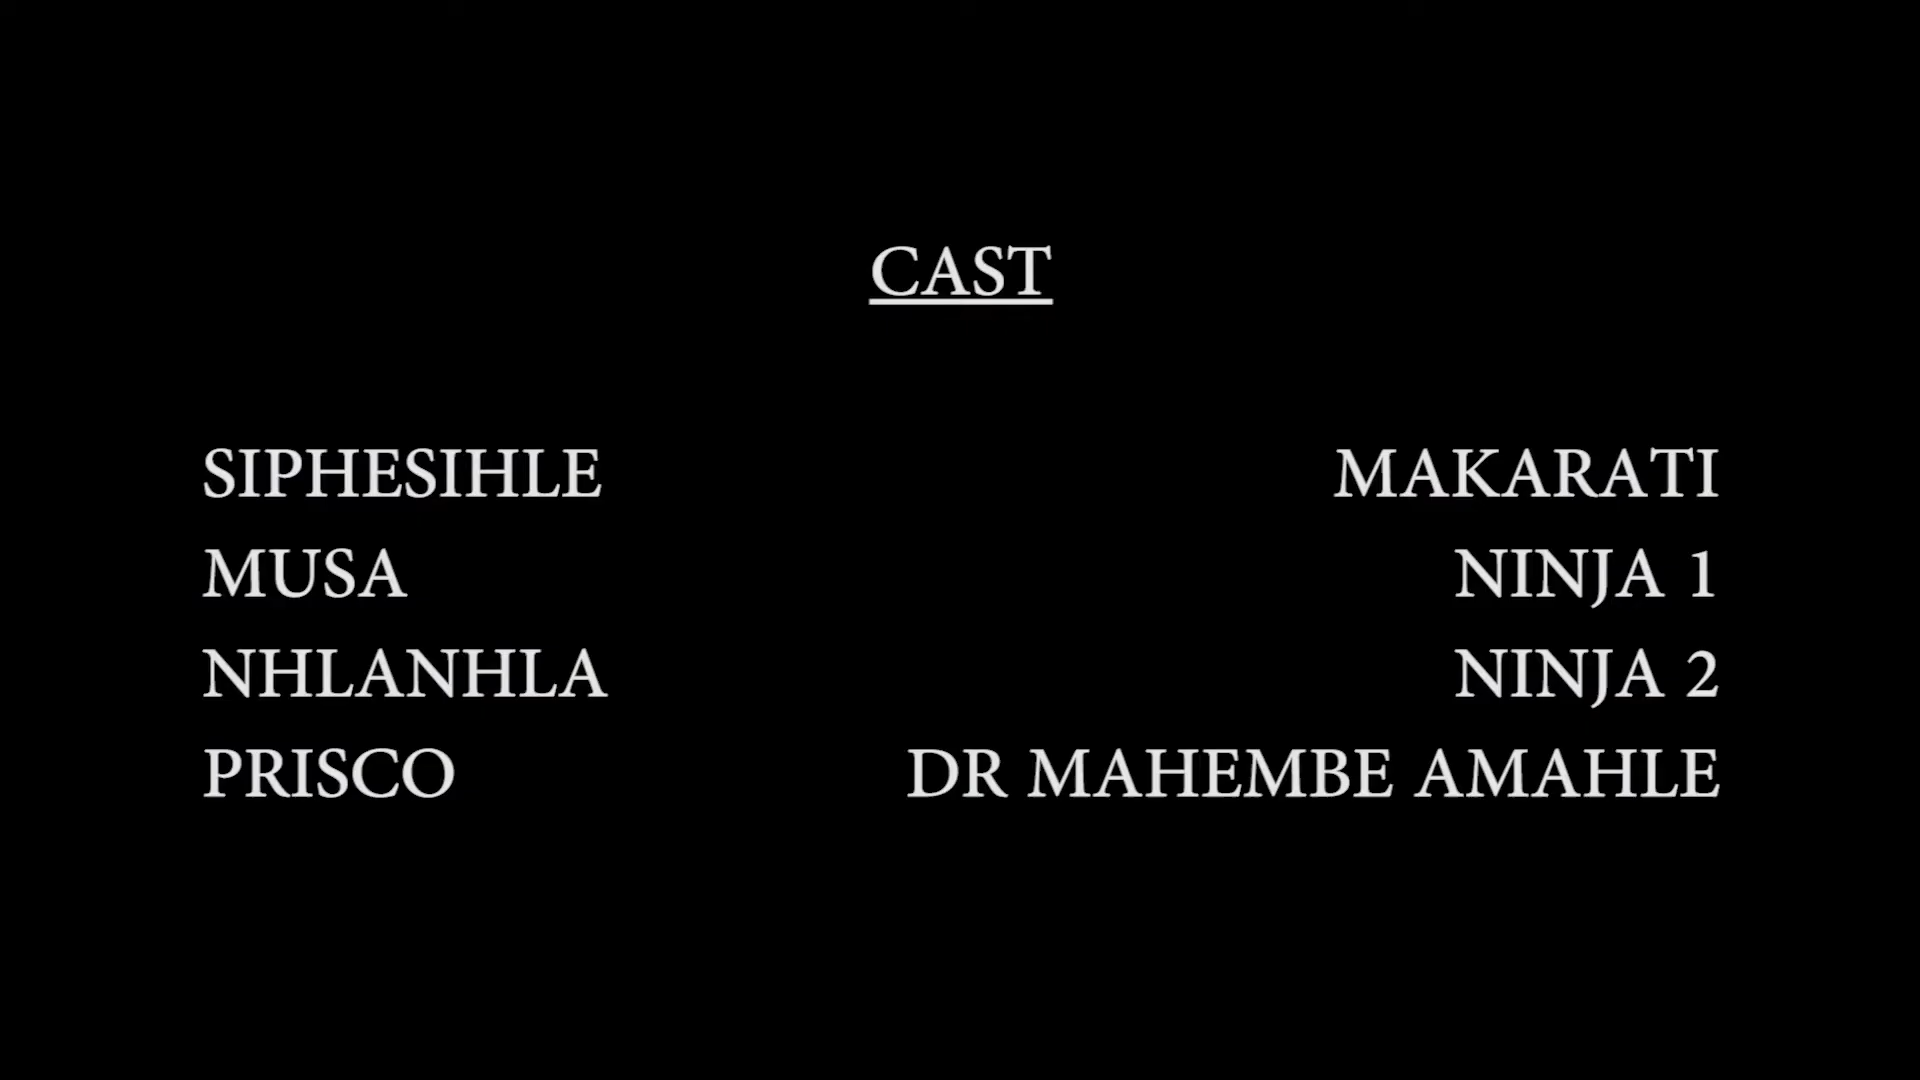 CAST
SIPHESIHLE MAKARATI
MUSA NINJA 1
NHLANHLA NINJA 2
PRISCO DR MAHEMBE AMAHLE